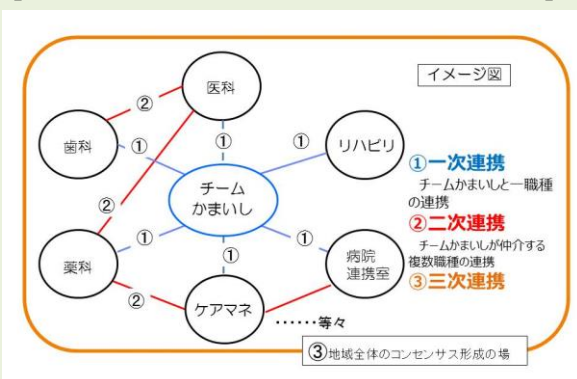 イメージ図
医科
②
歯科
①
①
①
リハビリ
チーム
かまいし
①一次連携
チームかまいしと一職種
の連携
②二次連携
チームかまいしが仲介する
複数職種の連携
③三次連携
②
①
①
①
薬科
病院
連携室
②
ケアマネ
……等々
③地域全体のコンセンサス形成の場